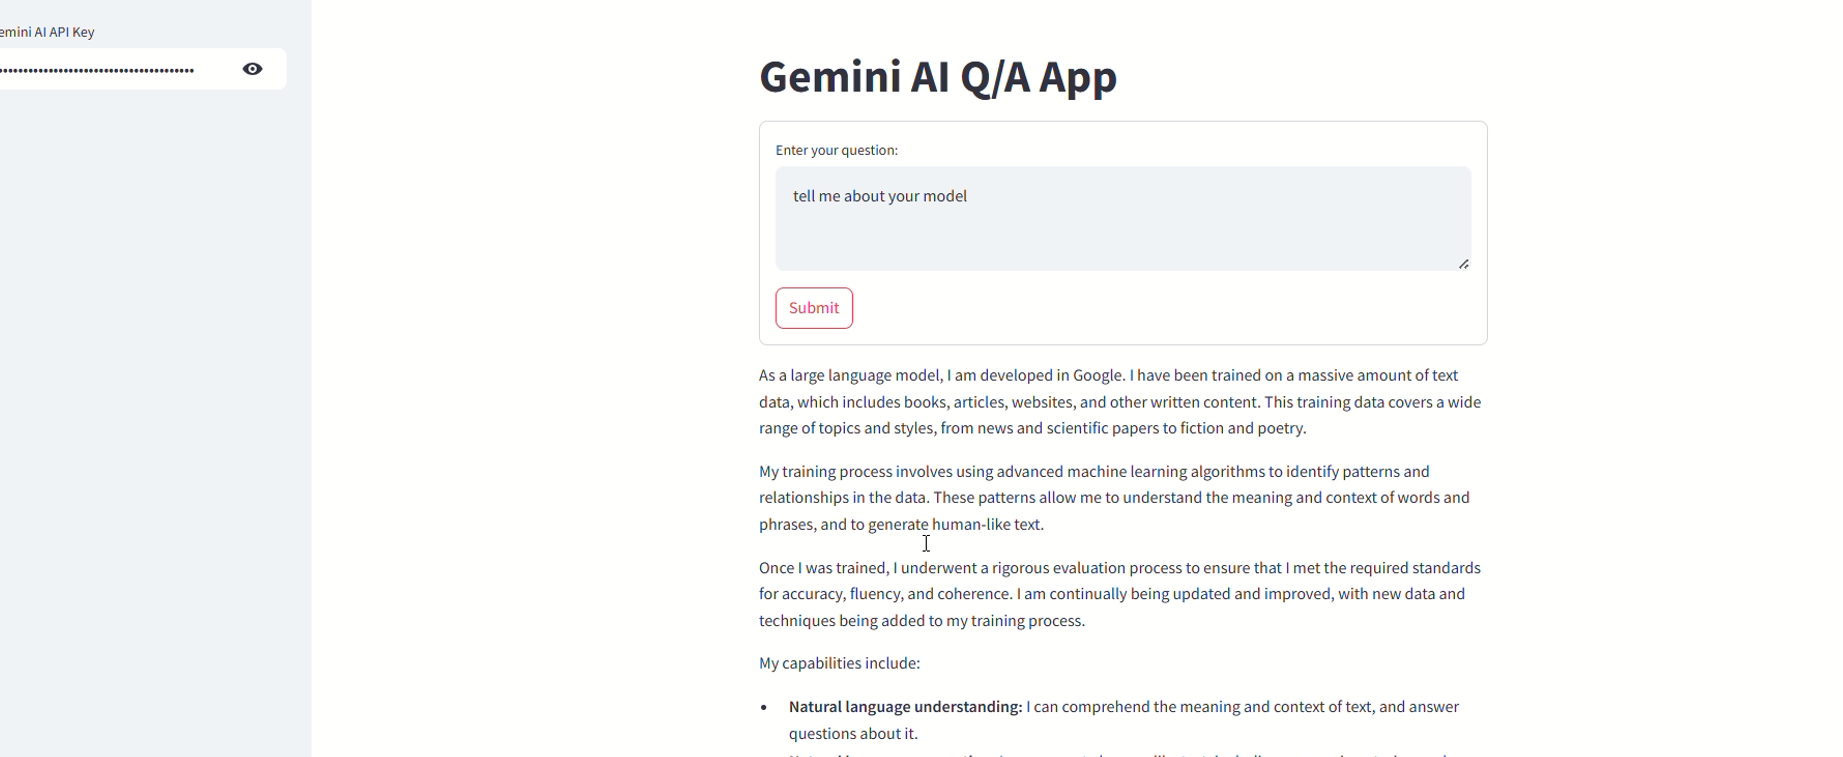 emini AI API Key
Gemini AI Q/A App
Enter your question:
tell me about your model
Submit
As a large language model, I am developed in Google. I have been trained on a massive amount of text
data, which includes books, articles, websites, and other written content. This training data covers a wide
range of topics and styles, from news and scientific papers to fiction and poetry.
My training process involves using advanced machine learning algorithms to identify patterns and
relationships in the data. These patterns allow me to understand the meaning and context of words and
phrases, and to generate human-like text.
Once I was trained, I underwent a rigorous evaluation process to ensure that I met the required standards
for accuracy, fluency, and coherence. I am continually being updated and improved, with new data and
techniques being added to my training process.
My capabilities include:
• Natural language understanding: I can comprehend the meaning and context of text, and answer
questions about it.